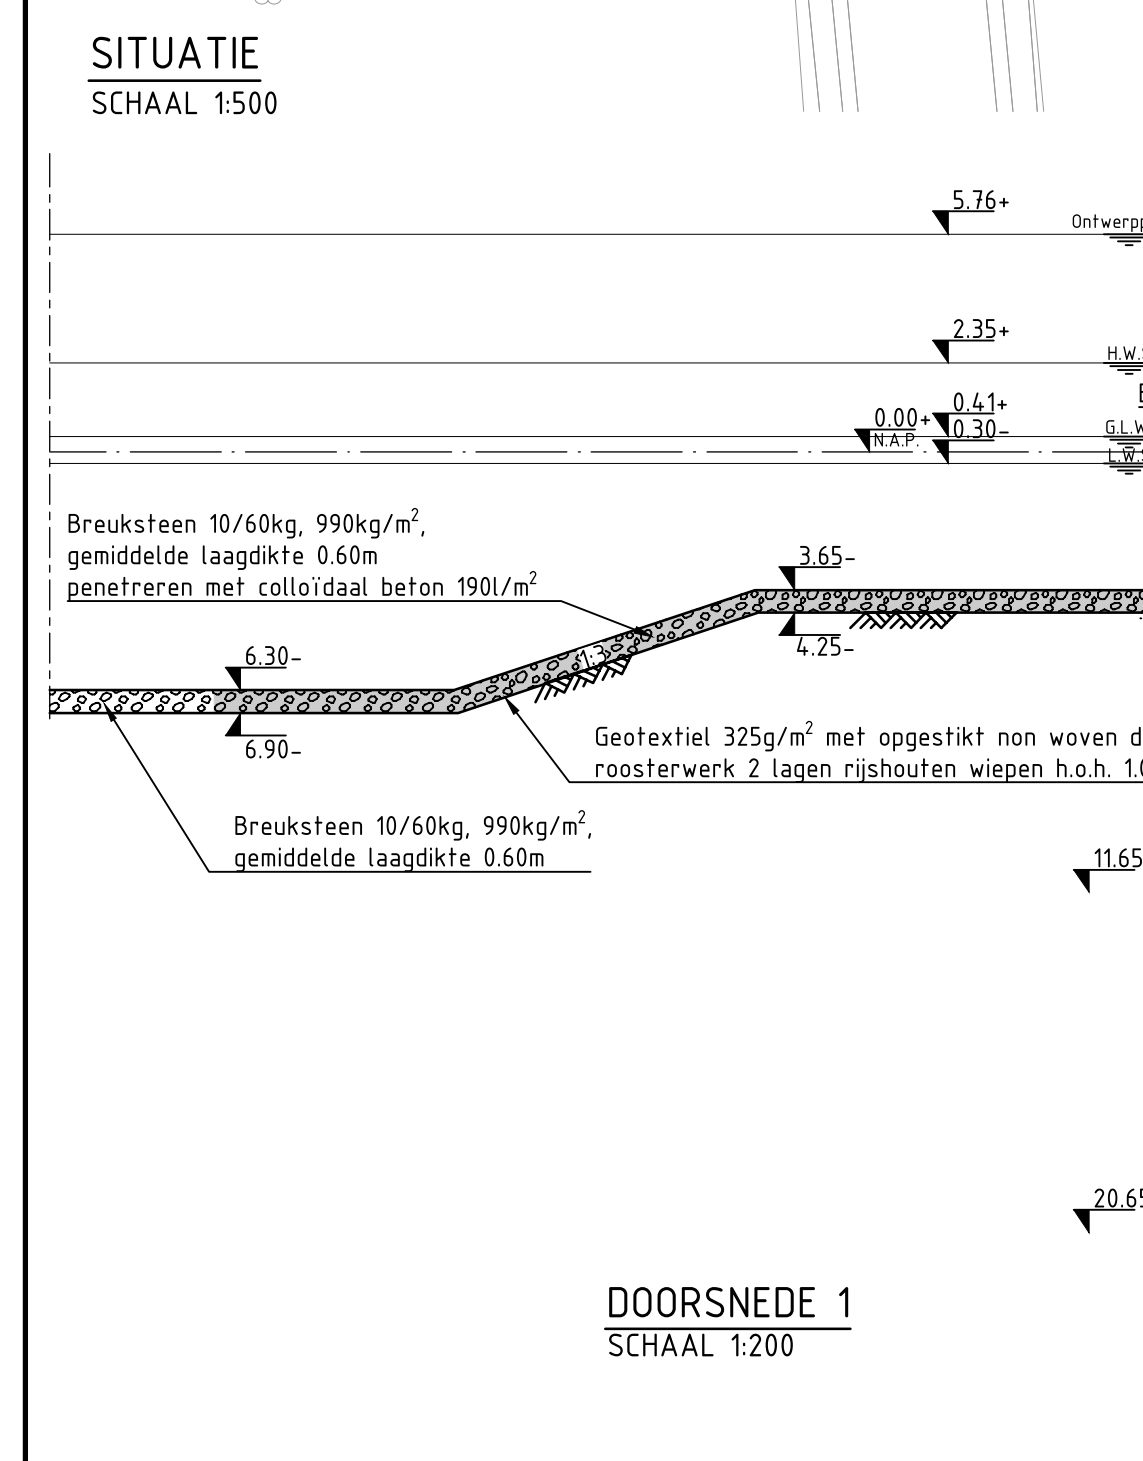 SITUATIE
SCHAAL 1:500
5.76+
2.35+
0.41+
0.00+
0.30-
N.A.P.
Breuksteen 10/60kg, 990kg/m²,
gemiddelde laagdikte 0.60m
penetreren met colloïdaal beton 190l/m²
3.65-
4.25-
1:3
6.30-
6.90-
Geotextiel 325g/m² met opgestikt non woven
roosterwerk 2 lagen rijshouten wiepen h.o.h.
Breuksteen 10/60kg, 990kg/m²,
gemiddelde laagdikte 0.60m
11.65
20.65
DOORSNEDE 1
SCHAAL 1:200